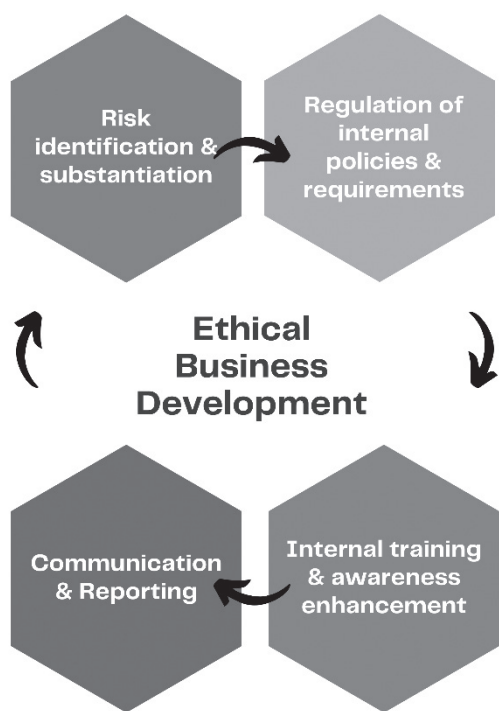 Risk
identification &
substantiation
Regulation of
internal
policies &
requirements
Ethical
Business
Development
Communication
& Reporting
Internal training
& awareness
enhancement